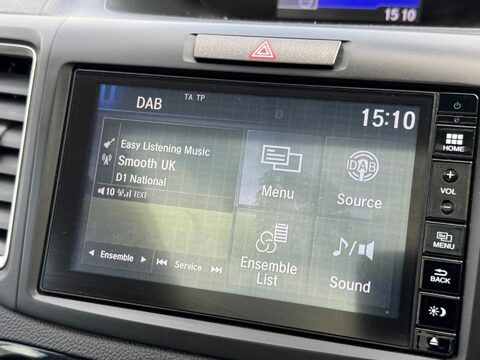 15:10
DAB
TA TP
15:10
Easy Listening Music
Smooth UK
D1 National
10 TEXT
Menu
DAB
Source
Ensemble
List
Sound
◄ Ensemble ►
⏮ Service ⏭
HOME
+
VOL
−
MENU
BACK